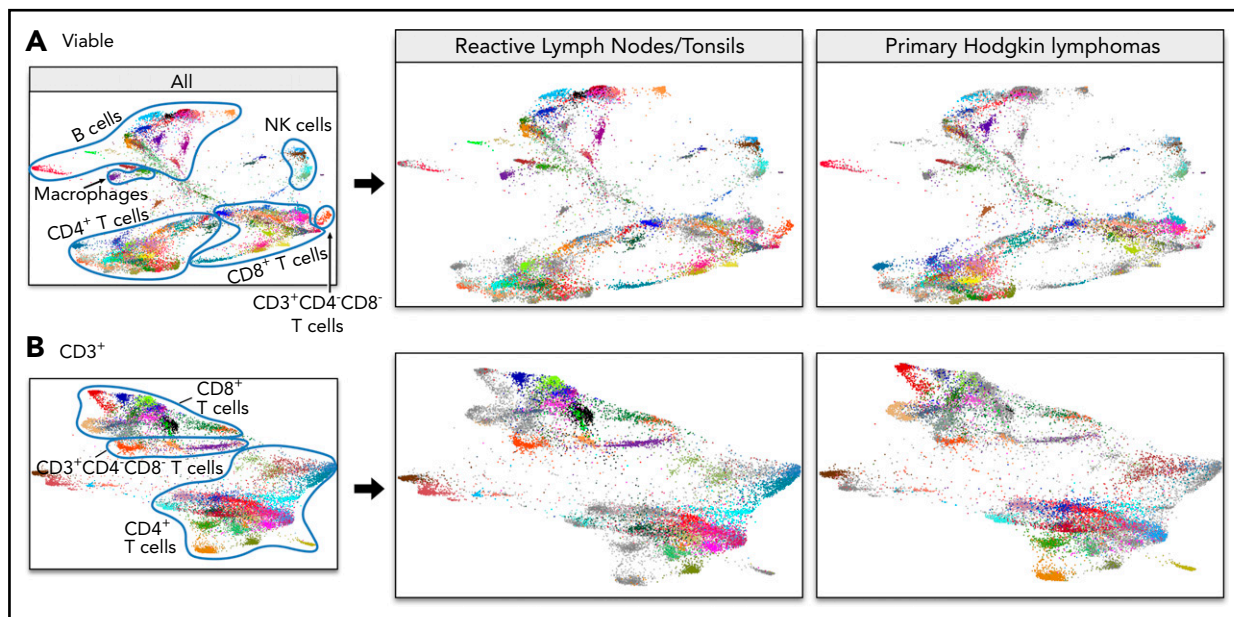 A Viable
All
Reactive Lymph Nodes/Tonsils
Primary Hodgkin lymphomas
B cells
NK cells
Macrophages
CD4+ T cells
CD8+ T cells
CD3+CD4-CD8-
T cells
B CD3+
CD8+
T cells
CD3+CD4-CD8- T cells
CD4+
T cells